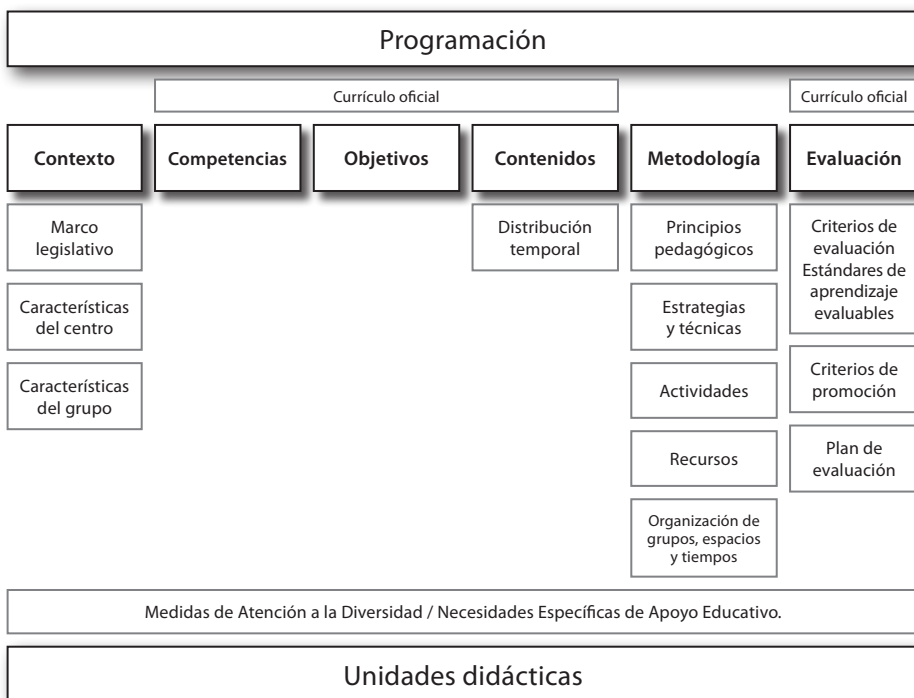 Programación
Currículo oficial
Currículo oficial
Contexto
Competencias
Objetivos
Contenidos
Metodología
Evaluación
Marco
legislativo
Características
del centro
Características
del grupo
Distribución
temporal
Principios
pedagógicos
Estrategias
y técnicas
Actividades
Recursos
Organización de
grupos, espacios
y tiempos
Criterios de
evaluación
Estándares de
aprendizaje
evaluables
Criterios de
promoción
Plan de
evaluación
Medidas de Atención a la Diversidad / Necesidades Específicas de Apoyo Educativo.
Unidades didácticas